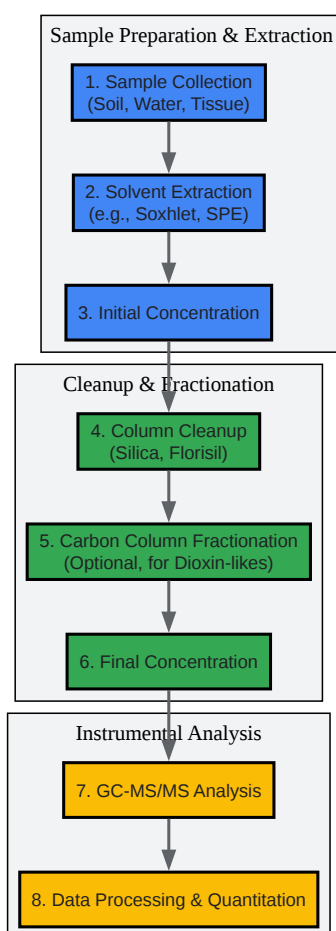 Sample Preparation & Extraction
1. Sample Collection
(Soil, Water, Tissue)
2. Solvent Extraction
(e.g., Soxhlet, SPE)
3. Initial Concentration
Cleanup & Fractionation
4. Column Cleanup
(Silica, Florisil)
5. Carbon Column Fractionation
(Optional, for Dioxin-likes)
6. Final Concentration
Instrumental Analysis
7. GC-MS/MS Analysis
8. Data Processing & Quantitation